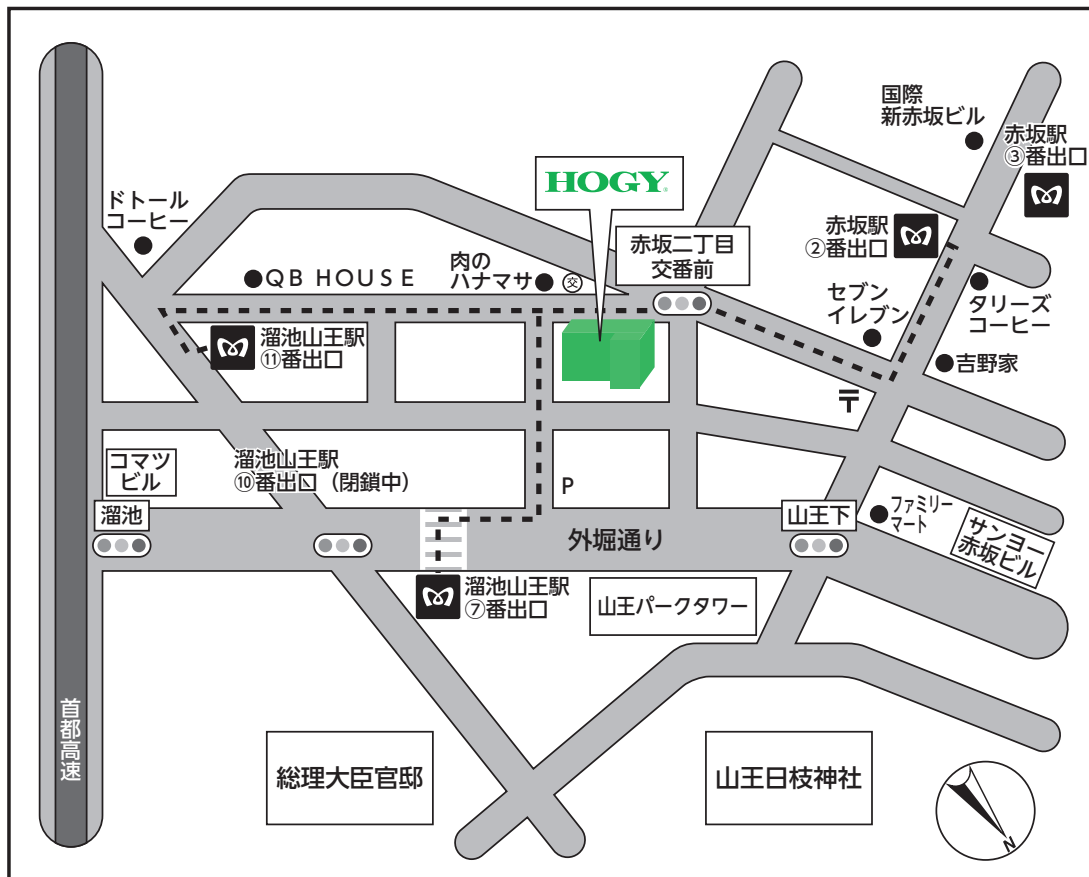 国際
新赤坂ビル
赤坂駅
③番出口
HOGY®
ドトール
コーヒー
赤坂駅
②番出口
赤坂二丁目
交番前
肉の
ハナマサ
交
QB HOUSE
セブン
イレブン
タリーズ
コーヒー
溜池山王駅
⑪番出口
吉野家
〒
コマツ
ビル
溜池山王駅
⑩番出口(閉鎖中)
P
溜池
外堀通り
山王下
ファミリー
マート
サンヨー
赤坂ビル
溜池山王駅
⑦番出口
山王パークタワー
首都高速
総理大臣官邸
山王日枝神社
N